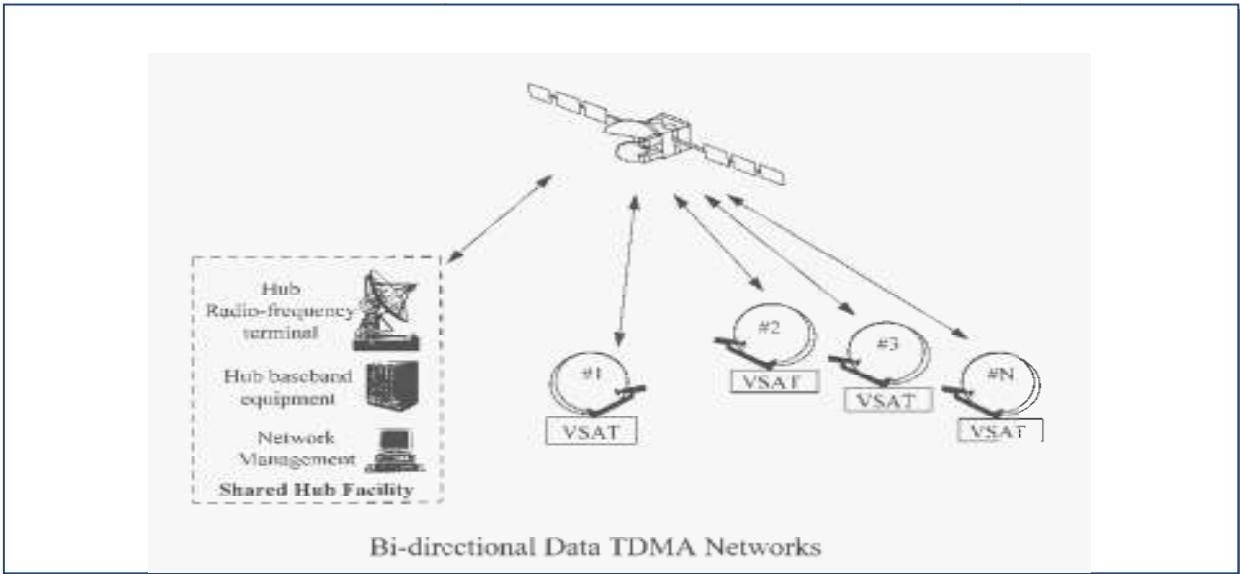 Hub
Radio-frequency
terminal
Hub baseband
equipment
Network
Management
Shared Hub Facility
#1
VSAT
#2
VSAT
#3
VSAT
#N
VSAT
Bi-directional Data TDMA Networks